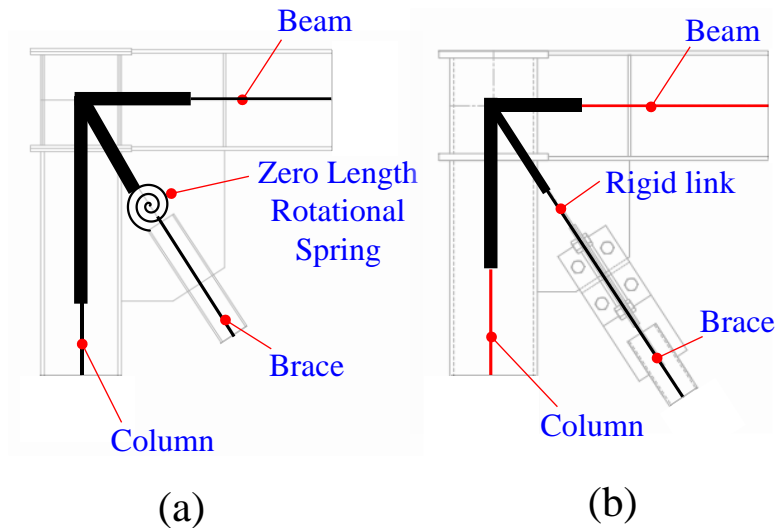 Beam
Zero Length
Rotational
Spring
Brace
Column
(a)
Beam
Rigid link
Brace
Column
(b)